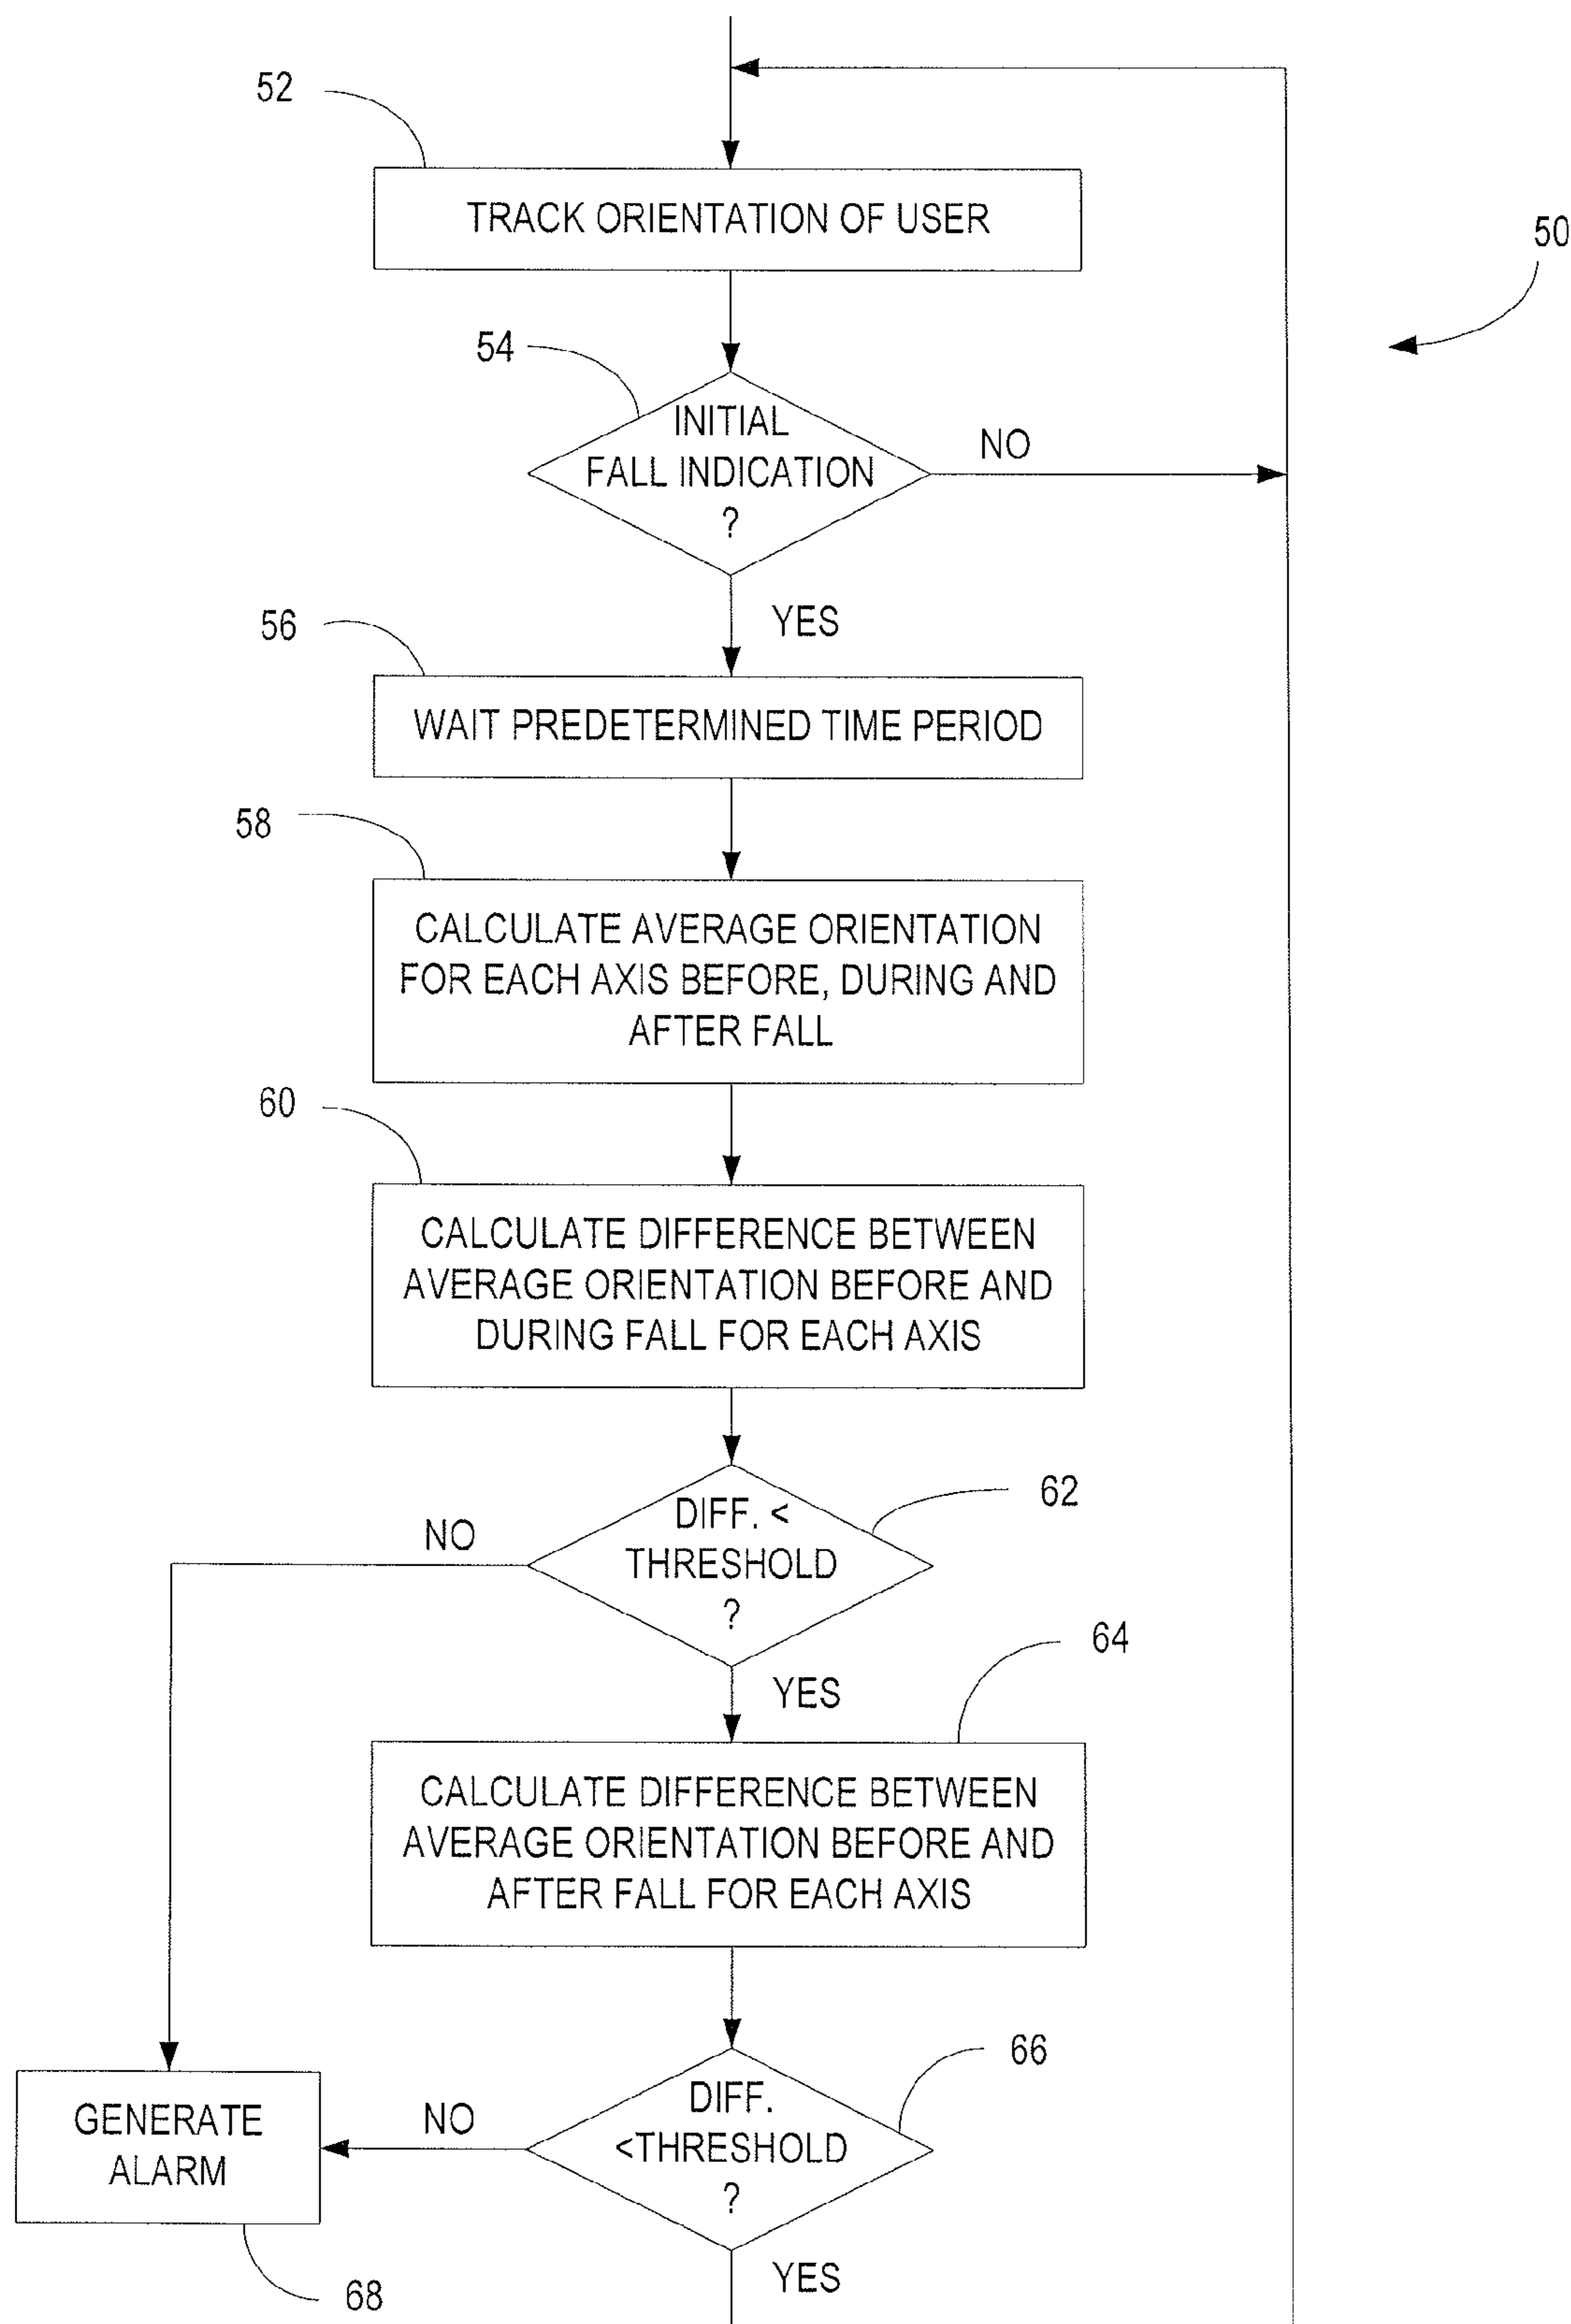 52
TRACK ORIENTATION OF USER
50
54
INITIAL
FALL INDICATION
?
NO
YES
56
WAIT PREDETERMINED TIME PERIOD
58
CALCULATE AVERAGE ORIENTATION
FOR EACH AXIS BEFORE, DURING AND
AFTER FALL
60
CALCULATE DIFFERENCE BETWEEN
AVERAGE ORIENTATION BEFORE AND
DURING FALL FOR EACH AXIS
62
DIFF. <
THRESHOLD
?
NO
YES
64
CALCULATE DIFFERENCE BETWEEN
AVERAGE ORIENTATION BEFORE AND
AFTER FALL FOR EACH AXIS
66
DIFF.
<THRESHOLD
?
NO
GENERATE
ALARM
YES
68